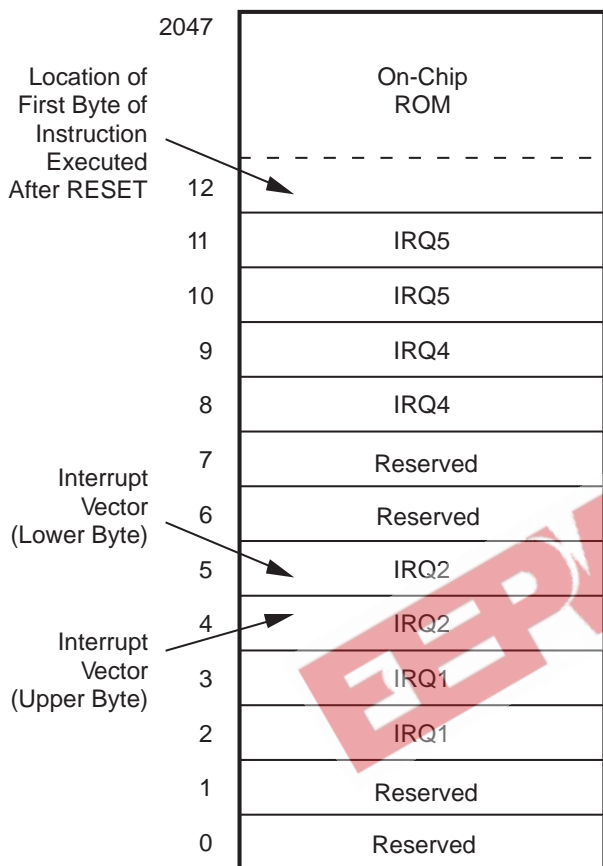 2047
On-Chip
ROM
Location of
First Byte of
Instruction
Executed
After RESET
12
11 IRQ5
10 IRQ5
9 IRQ4
8 IRQ4
7 Reserved
Interrupt
Vector
(Lower Byte)
6 Reserved
5 IRQ2
4 IRQ2
Interrupt
Vector
(Upper Byte)
3 IRQ1
2 IRQ1
1 Reserved
0 Reserved